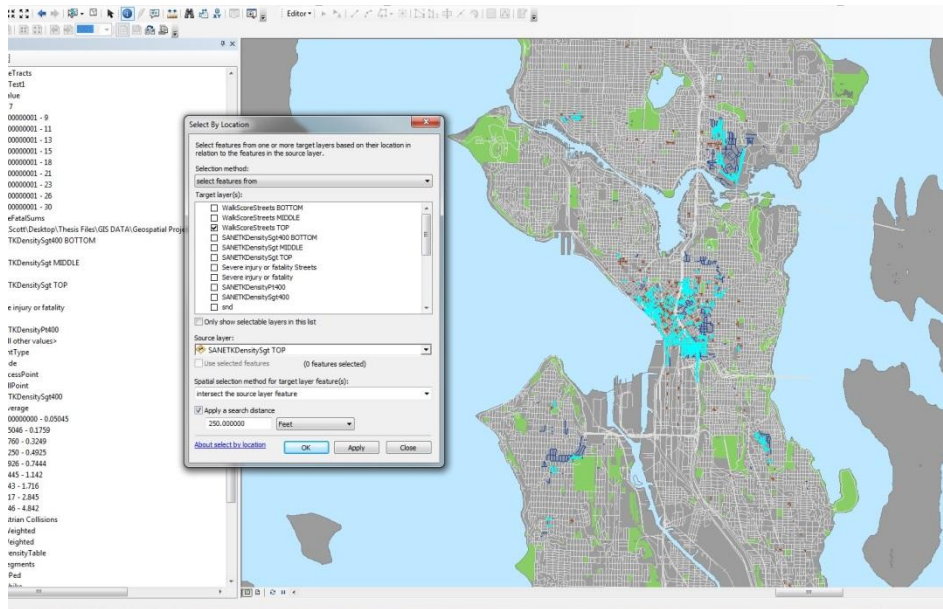 Editor
eTracts
Test1
alue
7
00000001 - 9
00000001 - 11
00000001 - 13
00000001 - 15
00000001 - 18
00000001 - 21
00000001 - 23
00000001 - 26
00000001 - 30
eFatalSums
Scott\Desktop\Thesis Files\GIS DATA\Geospatial Proje
TKDensitySgt400 BOTTOM
TKDensitySgt MIDDLE
TKDensitySgt TOP
e injury or fatality
TKDensityPt400
ll other values>
ntType
de
cessPoint
llPoint
TKDensitySgt400
verage
00000000 - 0.05045
5046 - 0.1759
760 - 0.3249
250 - 0.4925
926 - 0.7444
445 - 1.142
43 - 1.716
17 - 2.845
46 - 4.842
strian Collisions
Weighted
Weighted
ensityTable
egments
Ped
Select By Location
Select features from one or more target layers based on their location in
relation to the features in the source layer.
Selection method:
select features from
Target layer(s):
WalkScoreStreets BOTTOM
WalkScoreStreets MIDDLE
WalkScoreStreets TOP
SANETKDensitySgt400 BOTTOM
SANETKDensitySgt MIDDLE
SANETKDensitySgt TOP
Severe injury or fatality Streets
Severe injury or fatality
SANETKDensityPt400
SANETKDensitySgt400
snd
Only show selectable layers in this list
Source layer:
SANETKDensitySgt TOP
Use selected features (0 features selected)
Spatial selection method for target layer feature(s):
intersect the source layer feature
Apply a search distance
250.000000 Feet
About select by location OK Apply Close